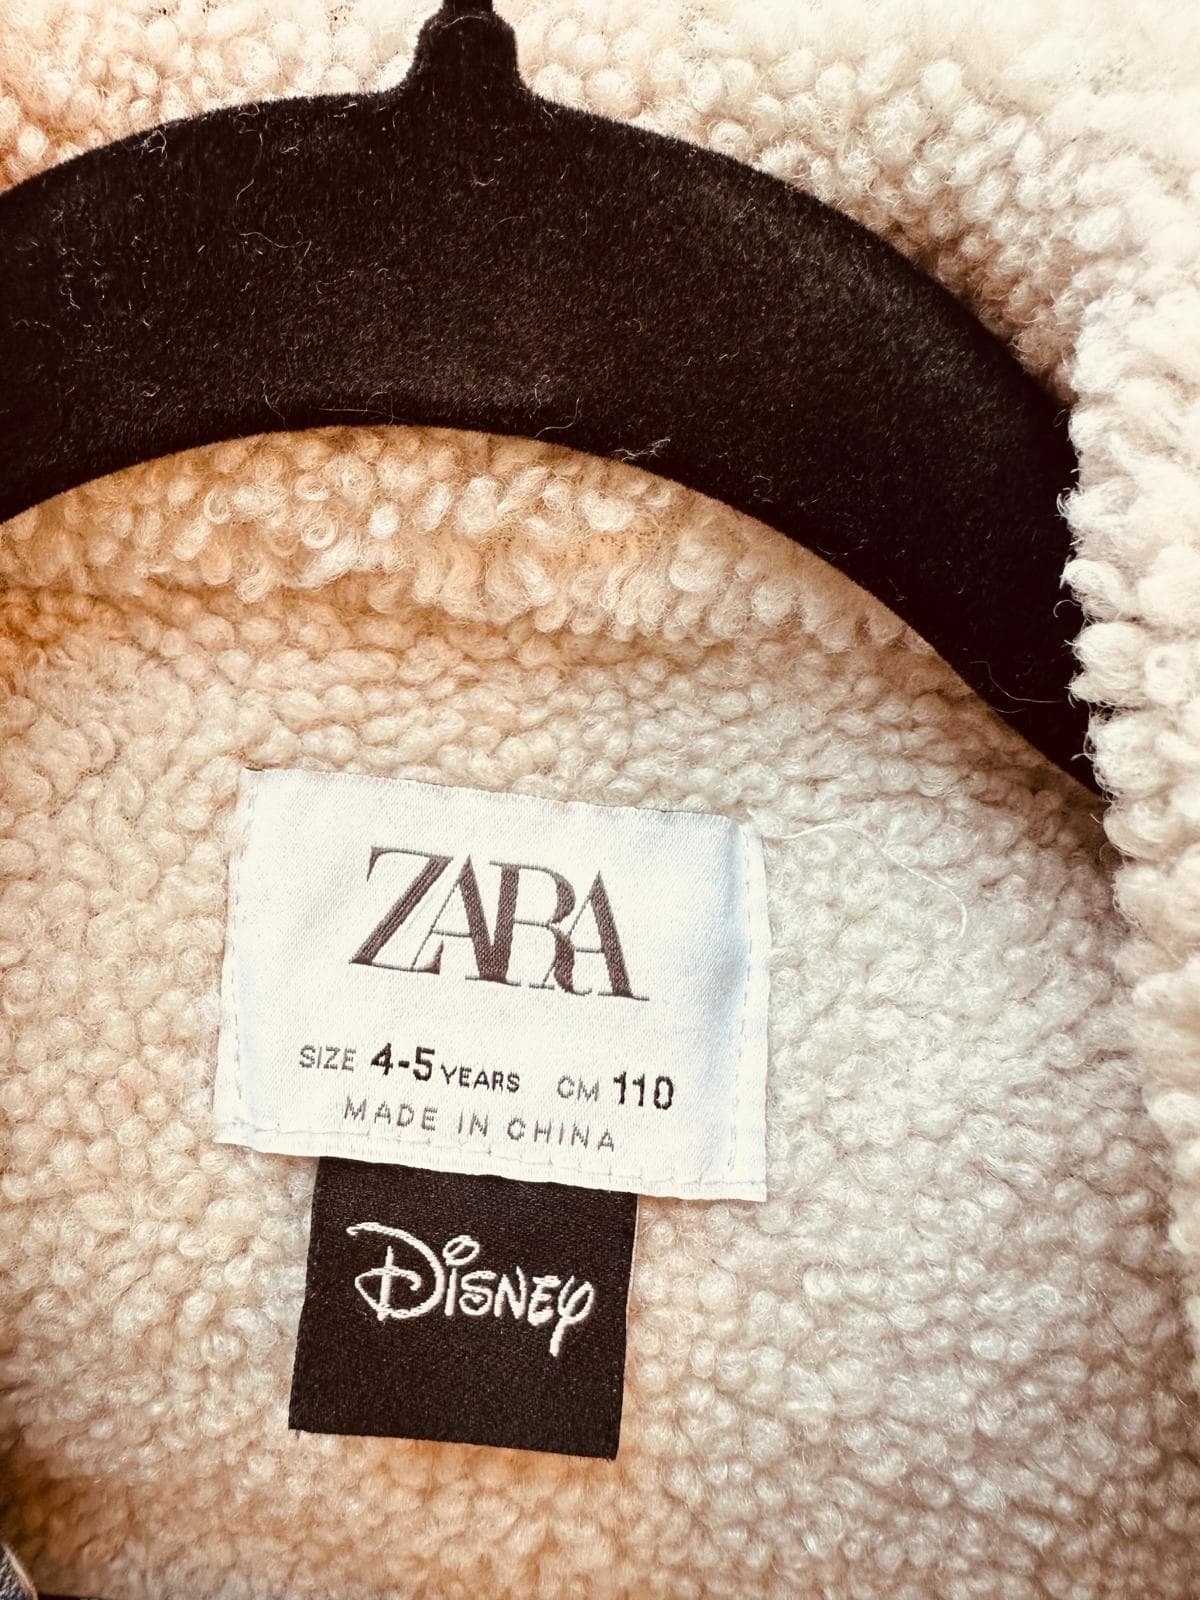 ZARA
SIZE 4-5 YEARS CM 110
MADE IN CHINA
Disney